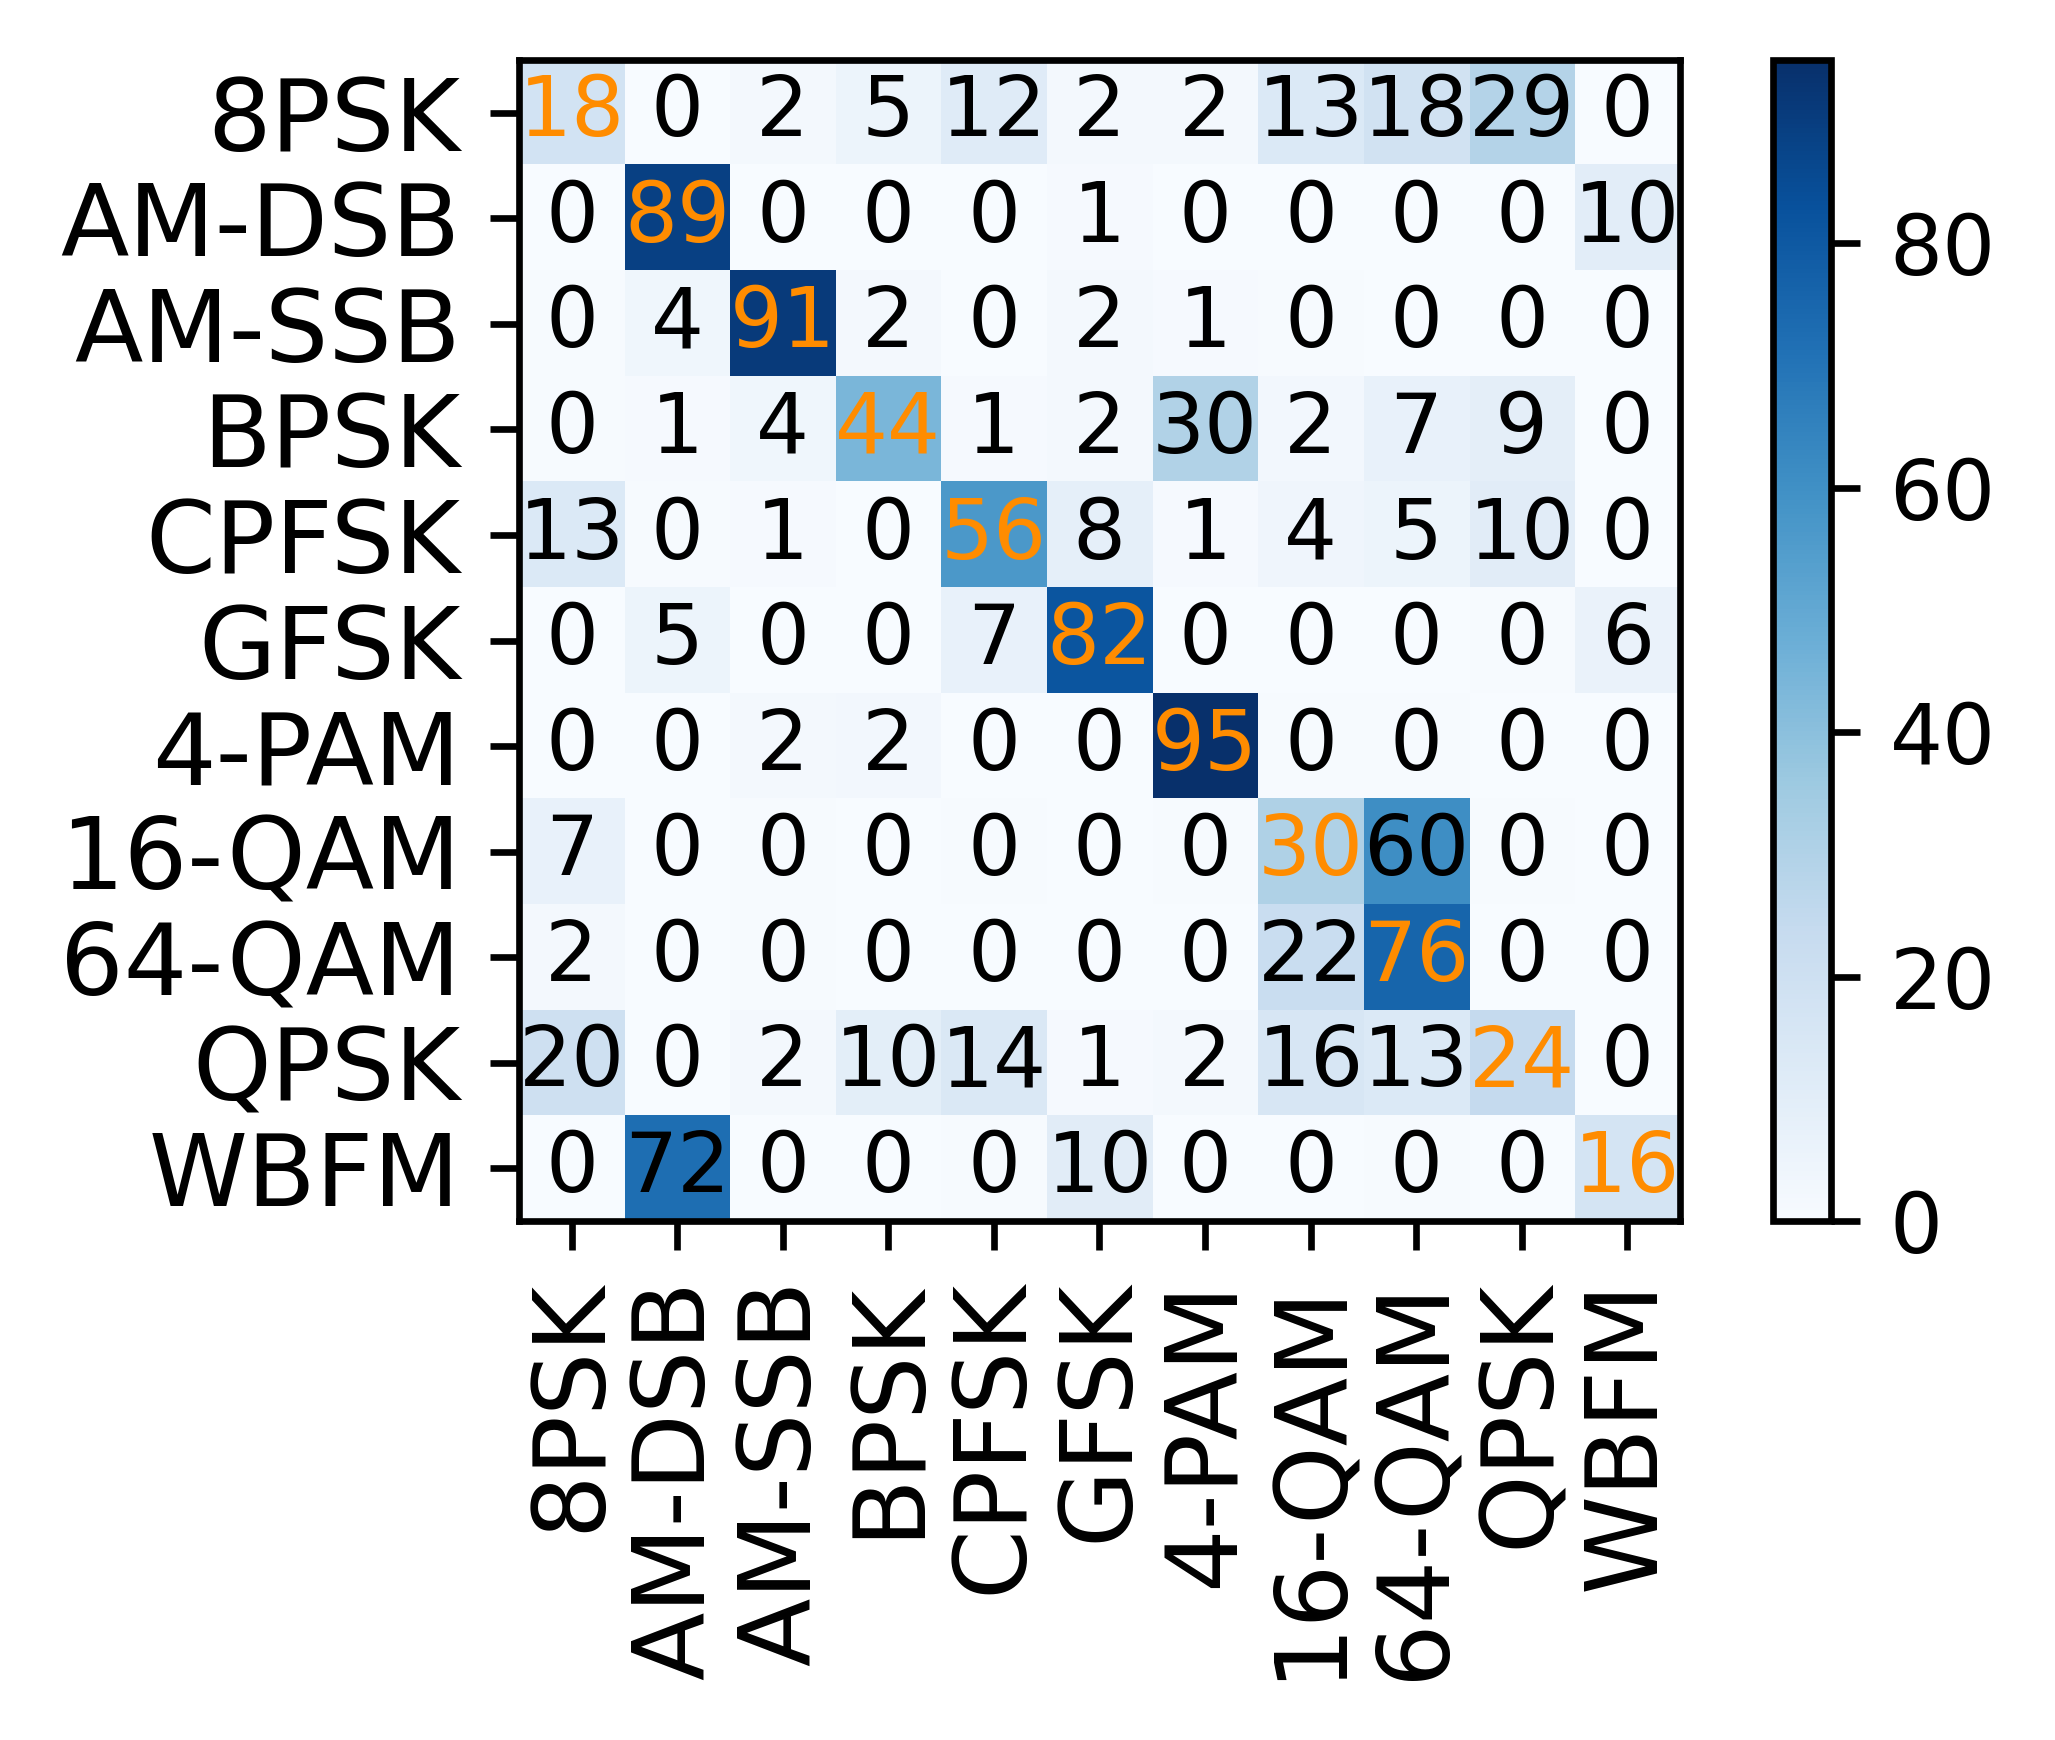 8PSK 18 0 2 5 12 2 2 13 18 29 0
AM-DSB 0 89 0 0 0 1 0 0 0 0 10
AM-SSB 0 4 91 2 0 2 1 0 0 0 0
BPSK 0 1 4 44 1 2 30 2 7 9 0
CPFSK 13 0 1 0 56 8 1 4 5 10 0
GFSK 0 5 0 0 7 82 0 0 0 0 6
4-PAM 0 0 2 2 0 0 95 0 0 0 0
16-QAM 7 0 0 0 0 0 0 30 60 0 0
64-QAM 2 0 0 0 0 0 0 22 76 0 0
QPSK 20 0 2 10 14 1 2 16 13 24 0
WBFM 0 72 0 0 0 10 0 0 0 0 16
8PSK
AM-DSB
AM-SSB
BPSK
CPFSK
GFSK
4-PAM
16-QAM
64-QAM
QPSK
WBFM
80
60
40
20
0